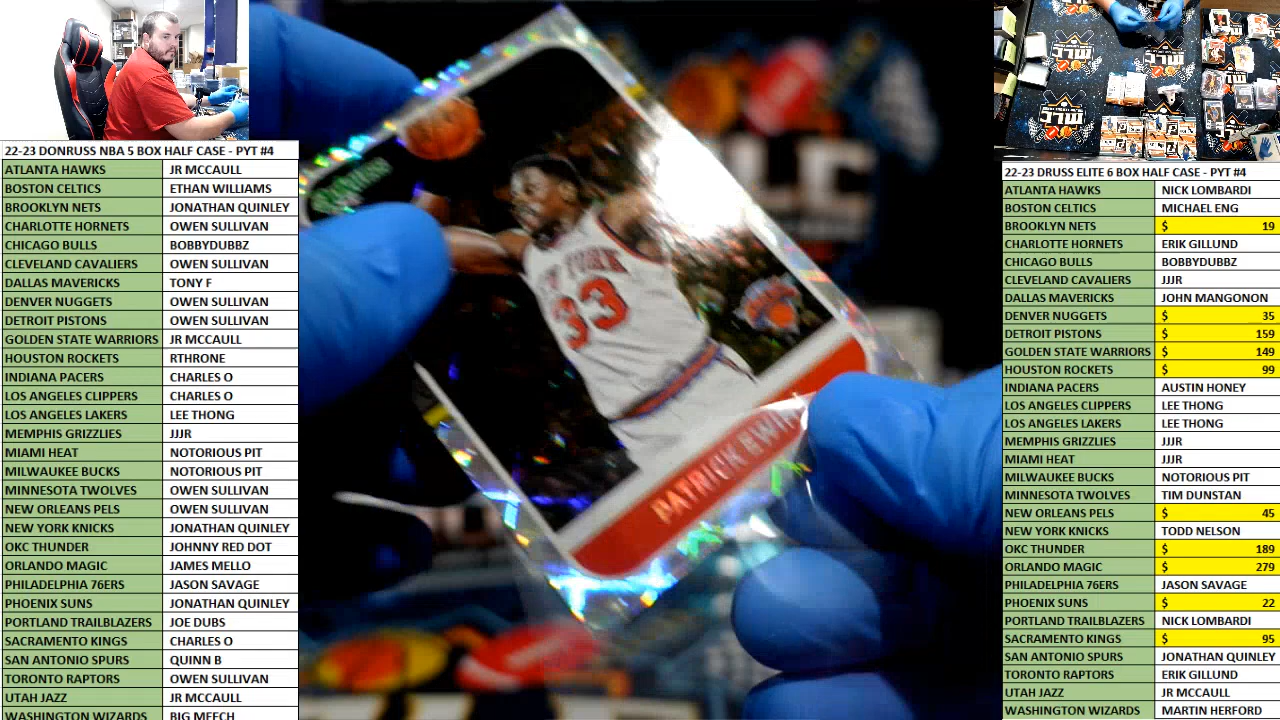 22-23 DONRUSS NBA 5 BOX HALF CASE - PYT #4
ATLANTA HAWKS JR MCCAULL
BOSTON CELTICS ETHAN WILLIAMS
BROOKLYN NETS JONATHAN QUINLEY
CHARLOTTE HORNETS OWEN SULLIVAN
CHICAGO BULLS BOBBYDUBBZ
CLEVELAND CAVALIERS OWEN SULLIVAN
DALLAS MAVERICKS TONY F
DENVER NUGGETS OWEN SULLIVAN
DETROIT PISTONS OWEN SULLIVAN
GOLDEN STATE WARRIORS JR MCCAULL
HOUSTON ROCKETS RTHRONE
INDIANA PACERS CHARLES O
LOS ANGELES CLIPPERS CHARLES O
LOS ANGELES LAKERS LEE THONG
MEMPHIS GRIZZLIES JJJR
MIAMI HEAT NOTORIOUS PIT
MILWAUKEE BUCKS NOTORIOUS PIT
MINNESOTA TWOLVES OWEN SULLIVAN
NEW ORLEANS PELS OWEN SULLIVAN
NEW YORK KNICKS JONATHAN QUINLEY
OKC THUNDER JOHNNY RED DOT
ORLANDO MAGIC JAMES MELLO
PHILADELPHIA 76ERS JASON SAVAGE
PHOENIX SUNS JONATHAN QUINLEY
PORTLAND TRAILBLAZERS JOE DUBS
SACRAMENTO KINGS CHARLES O
SAN ANTONIO SPURS QUINN B
TORONTO RAPTORS OWEN SULLIVAN
UTAH JAZZ JR MCCAULL
WASHINGTON WIZARDS BIG MEECH
NEW YORK
33
PATRICK
22-23 DRUSS ELITE 6 BOX HALF CASE - PYT #4
ATLANTA HAWKS NICK LOMBARDI
BOSTON CELTICS MICHAEL ENG
BROOKLYN NETS $ 19
CHARLOTTE HORNETS ERIK GILLUND
CHICAGO BULLS BOBBYDUBBZ
CLEVELAND CAVALIERS JJJR
DALLAS MAVERICKS JOHN MANGONON
DENVER NUGGETS $ 35
DETROIT PISTONS $ 159
GOLDEN STATE WARRIORS $ 149
HOUSTON ROCKETS $ 99
INDIANA PACERS AUSTIN HONEY
LOS ANGELES CLIPPERS LEE THONG
LOS ANGELES LAKERS LEE THONG
MEMPHIS GRIZZLIES JJJR
MIAMI HEAT JJJR
MILWAUKEE BUCKS NOTORIOUS PIT
MINNESOTA TWOLVES TIM DUNSTAN
NEW ORLEANS PELS $ 45
NEW YORK KNICKS TODD NELSON
OKC THUNDER $ 189
ORLANDO MAGIC $ 279
PHILADELPHIA 76ERS JASON SAVAGE
PHOENIX SUNS $ 22
PORTLAND TRAILBLAZERS NICK LOMBARDI
SACRAMENTO KINGS $ 95
SAN ANTONIO SPURS JONATHAN QUINLEY
TORONTO RAPTORS ERIK GILLUND
UTAH JAZZ JR MCCAULL
WASHINGTON WIZARDS MARTIN HERFORD